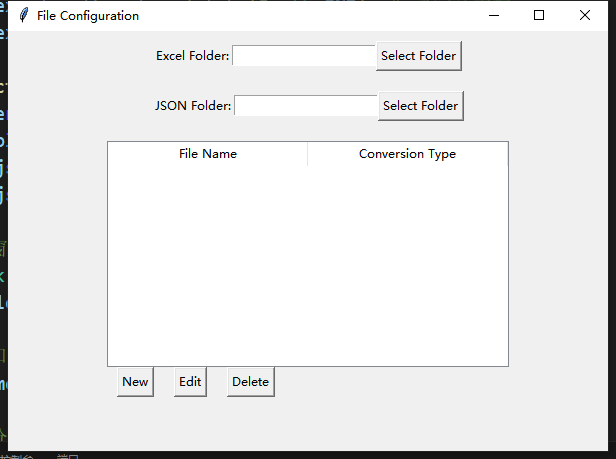 File Configuration
Excel Folder: Select Folder
JSON Folder: Select Folder
File Name Conversion Type
New Edit Delete